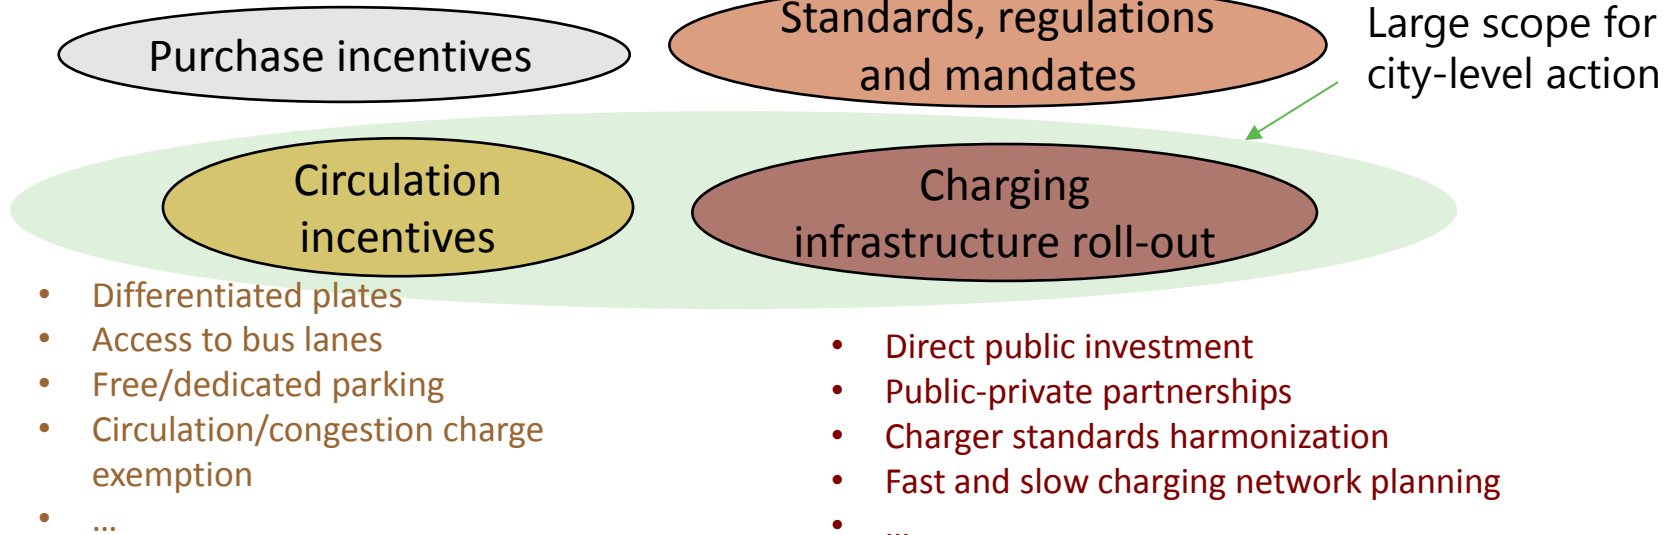 Purchase incentives
Standards, regulations
and mandates
Large scope for
city-level action
Circulation
incentives
Charging
infrastructure roll-out
• Differentiated plates
• Access to bus lanes
• Free/dedicated parking
• Circulation/congestion charge
exemption
• …
• Direct public investment
• Public-private partnerships
• Charger standards harmonization
• Fast and slow charging network planning
• …